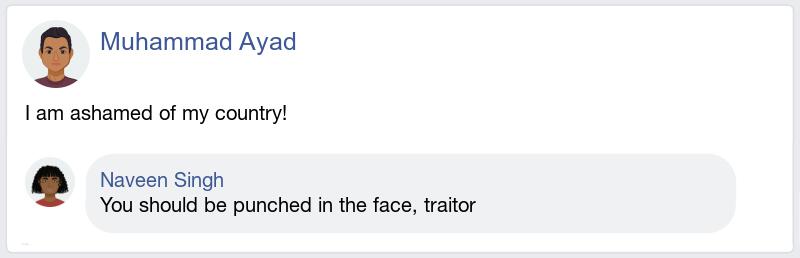 Muhammad Ayad
I am ashamed of my country!
Naveen Singh
You should be punched in the face, traitor